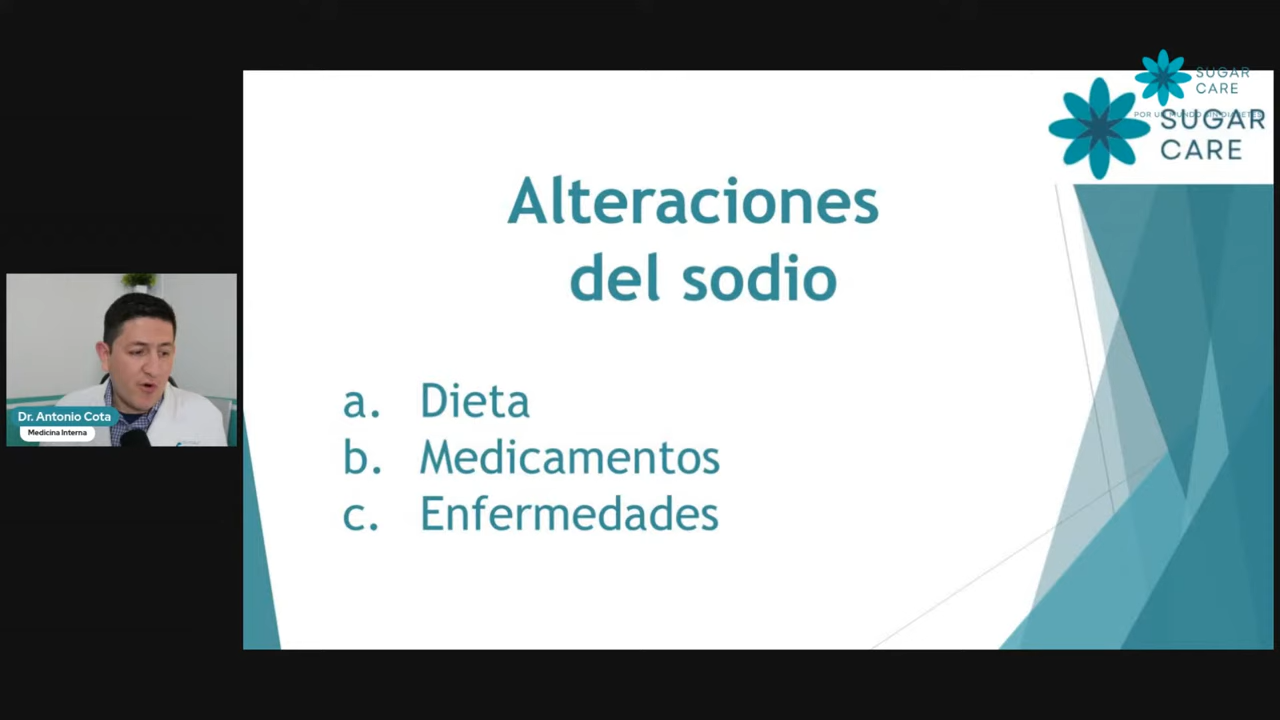 SUGAR
CARE
SUGAR
CARE
Alteraciones
del sodio
a. Dieta
b. Medicamentos
c. Enfermedades
Dr. Antonio Cota
Medicina Interna